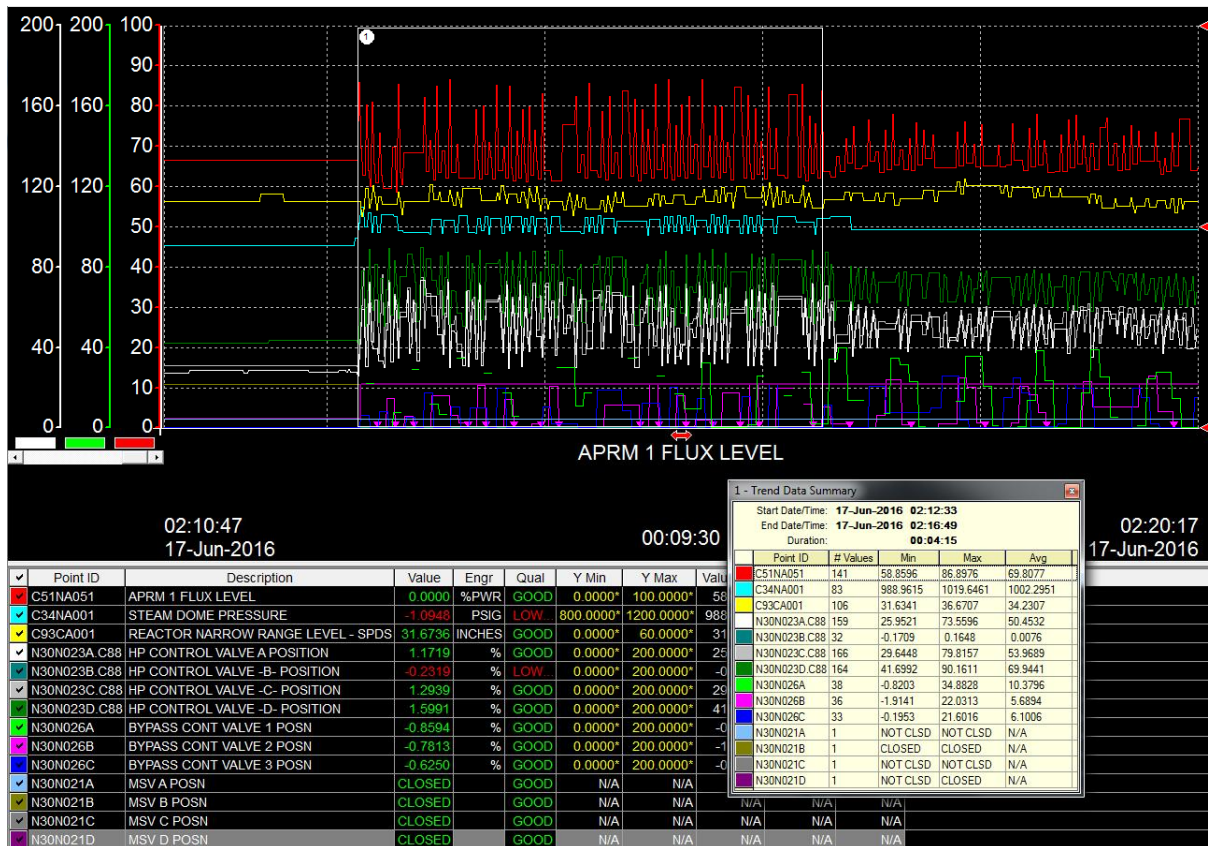 200 200 100
90
160 160 80
70
120 120 60
50
80 80 40
30
40 40 20
10
0 0 0
1
APRM 1 FLUX LEVEL
02:10:47
17-Jun-2016
00:09:30
02:20:17
17-Jun-2016
1 - Trend Data Summary
Start Date/Time: 17-Jun-2016 02:12:33
End Date/Time: 17-Jun-2016 02:16:49
Duration: 00:04:15
Point ID # Values Min Max Avg
C51NA051 141 58.8596 86.8976 69.8077
C34NA001 83 988.9615 1019.6461 1002.2951
C93CA001 106 31.6341 36.6707 34.2307
N30N023A.C88 159 25.9521 73.5596 50.4532
N30N023B.C88 32 -0.1709 0.1648 0.0076
N30N023C.C88 166 29.6448 79.8157 53.9689
N30N023D.C88 164 41.6992 90.1611 69.9441
N30N026A 38 -0.8203 34.8828 10.3796
N30N026B 36 -1.9141 22.0313 5.6894
N30N026C 33 -0.1953 21.6016 6.1006
N30N021A 1 NOT CLSD NOT CLSD N/A
N30N021B 1 CLOSED CLOSED N/A
N30N021C 1 NOT CLSD NOT CLSD N/A
N30N021D 1 NOT CLSD CLOSED N/A
Point ID Description Value Engr Qual Y Min Y Max Valu
C51NA051 APRM 1 FLUX LEVEL 0.0000 %PWR GOOD 0.0000* 100.0000* 58
C34NA001 STEAM DOME PRESSURE -1.0948 PSIG LOW... 800.0000* 1200.0000* 988
C93CA001 REACTOR NARROW RANGE LEVEL - SPDS 31.6736 INCHES GOOD 0.0000* 60.0000* 31
N30N023A.C88 HP CONTROL VALVE A POSITION 1.1719 % GOOD 0.0000* 200.0000* 25
N30N023B.C88 HP CONTROL VALVE -B- POSITION -0.2319 % LOW... 0.0000* 200.0000* -0
N30N023C.C88 HP CONTROL VALVE -C- POSITION 1.2939 % GOOD 0.0000* 200.0000* 29
N30N023D.C88 HP CONTROL VALVE -D- POSITION 1.5991 % GOOD 0.0000* 200.0000* 41
N30N026A BYPASS CONT VALVE 1 POSN -0.8594 % GOOD 0.0000* 200.0000* -0
N30N026B BYPASS CONT VALVE 2 POSN -0.7813 % GOOD 0.0000* 200.0000* -1
N30N026C BYPASS CONT VALVE 3 POSN -0.6250 % GOOD 0.0000* 200.0000* -0
N30N021A MSV A POSN CLOSED GOOD N/A N/A
N30N021B MSV B POSN CLOSED GOOD N/A N/A
N30N021C MSV C POSN CLOSED GOOD N/A N/A N/A N/A N/A
N30N021D MSV D POSN CLOSED GOOD N/A N/A N/A N/A N/A